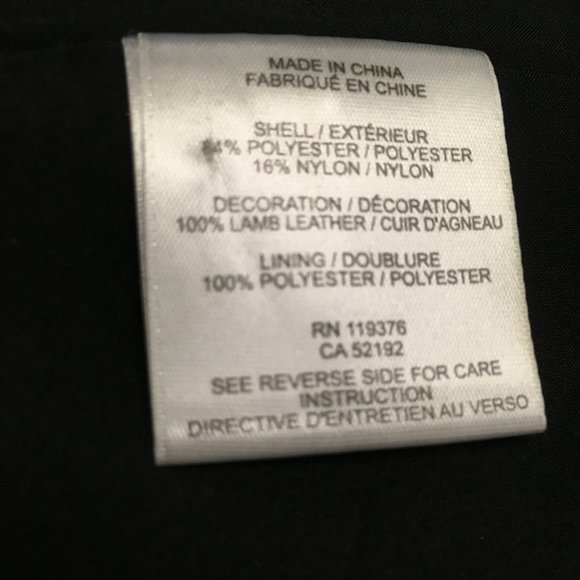 MADE IN CHINA
FABRIQUÉ EN CHINE
SHELL / EXTÉRIEUR
84% POLYESTER / POLYESTER
16% NYLON / NYLON
DECORATION / DÉCORATION
100% LAMB LEATHER / CUIR D'AGNEAU
LINING / DOUBLURE
100% POLYESTER / POLYESTER
RN 119376
CA 52192
SEE REVERSE SIDE FOR CARE
INSTRUCTION
DIRECTIVE D'ENTRETIEN AU VERSO